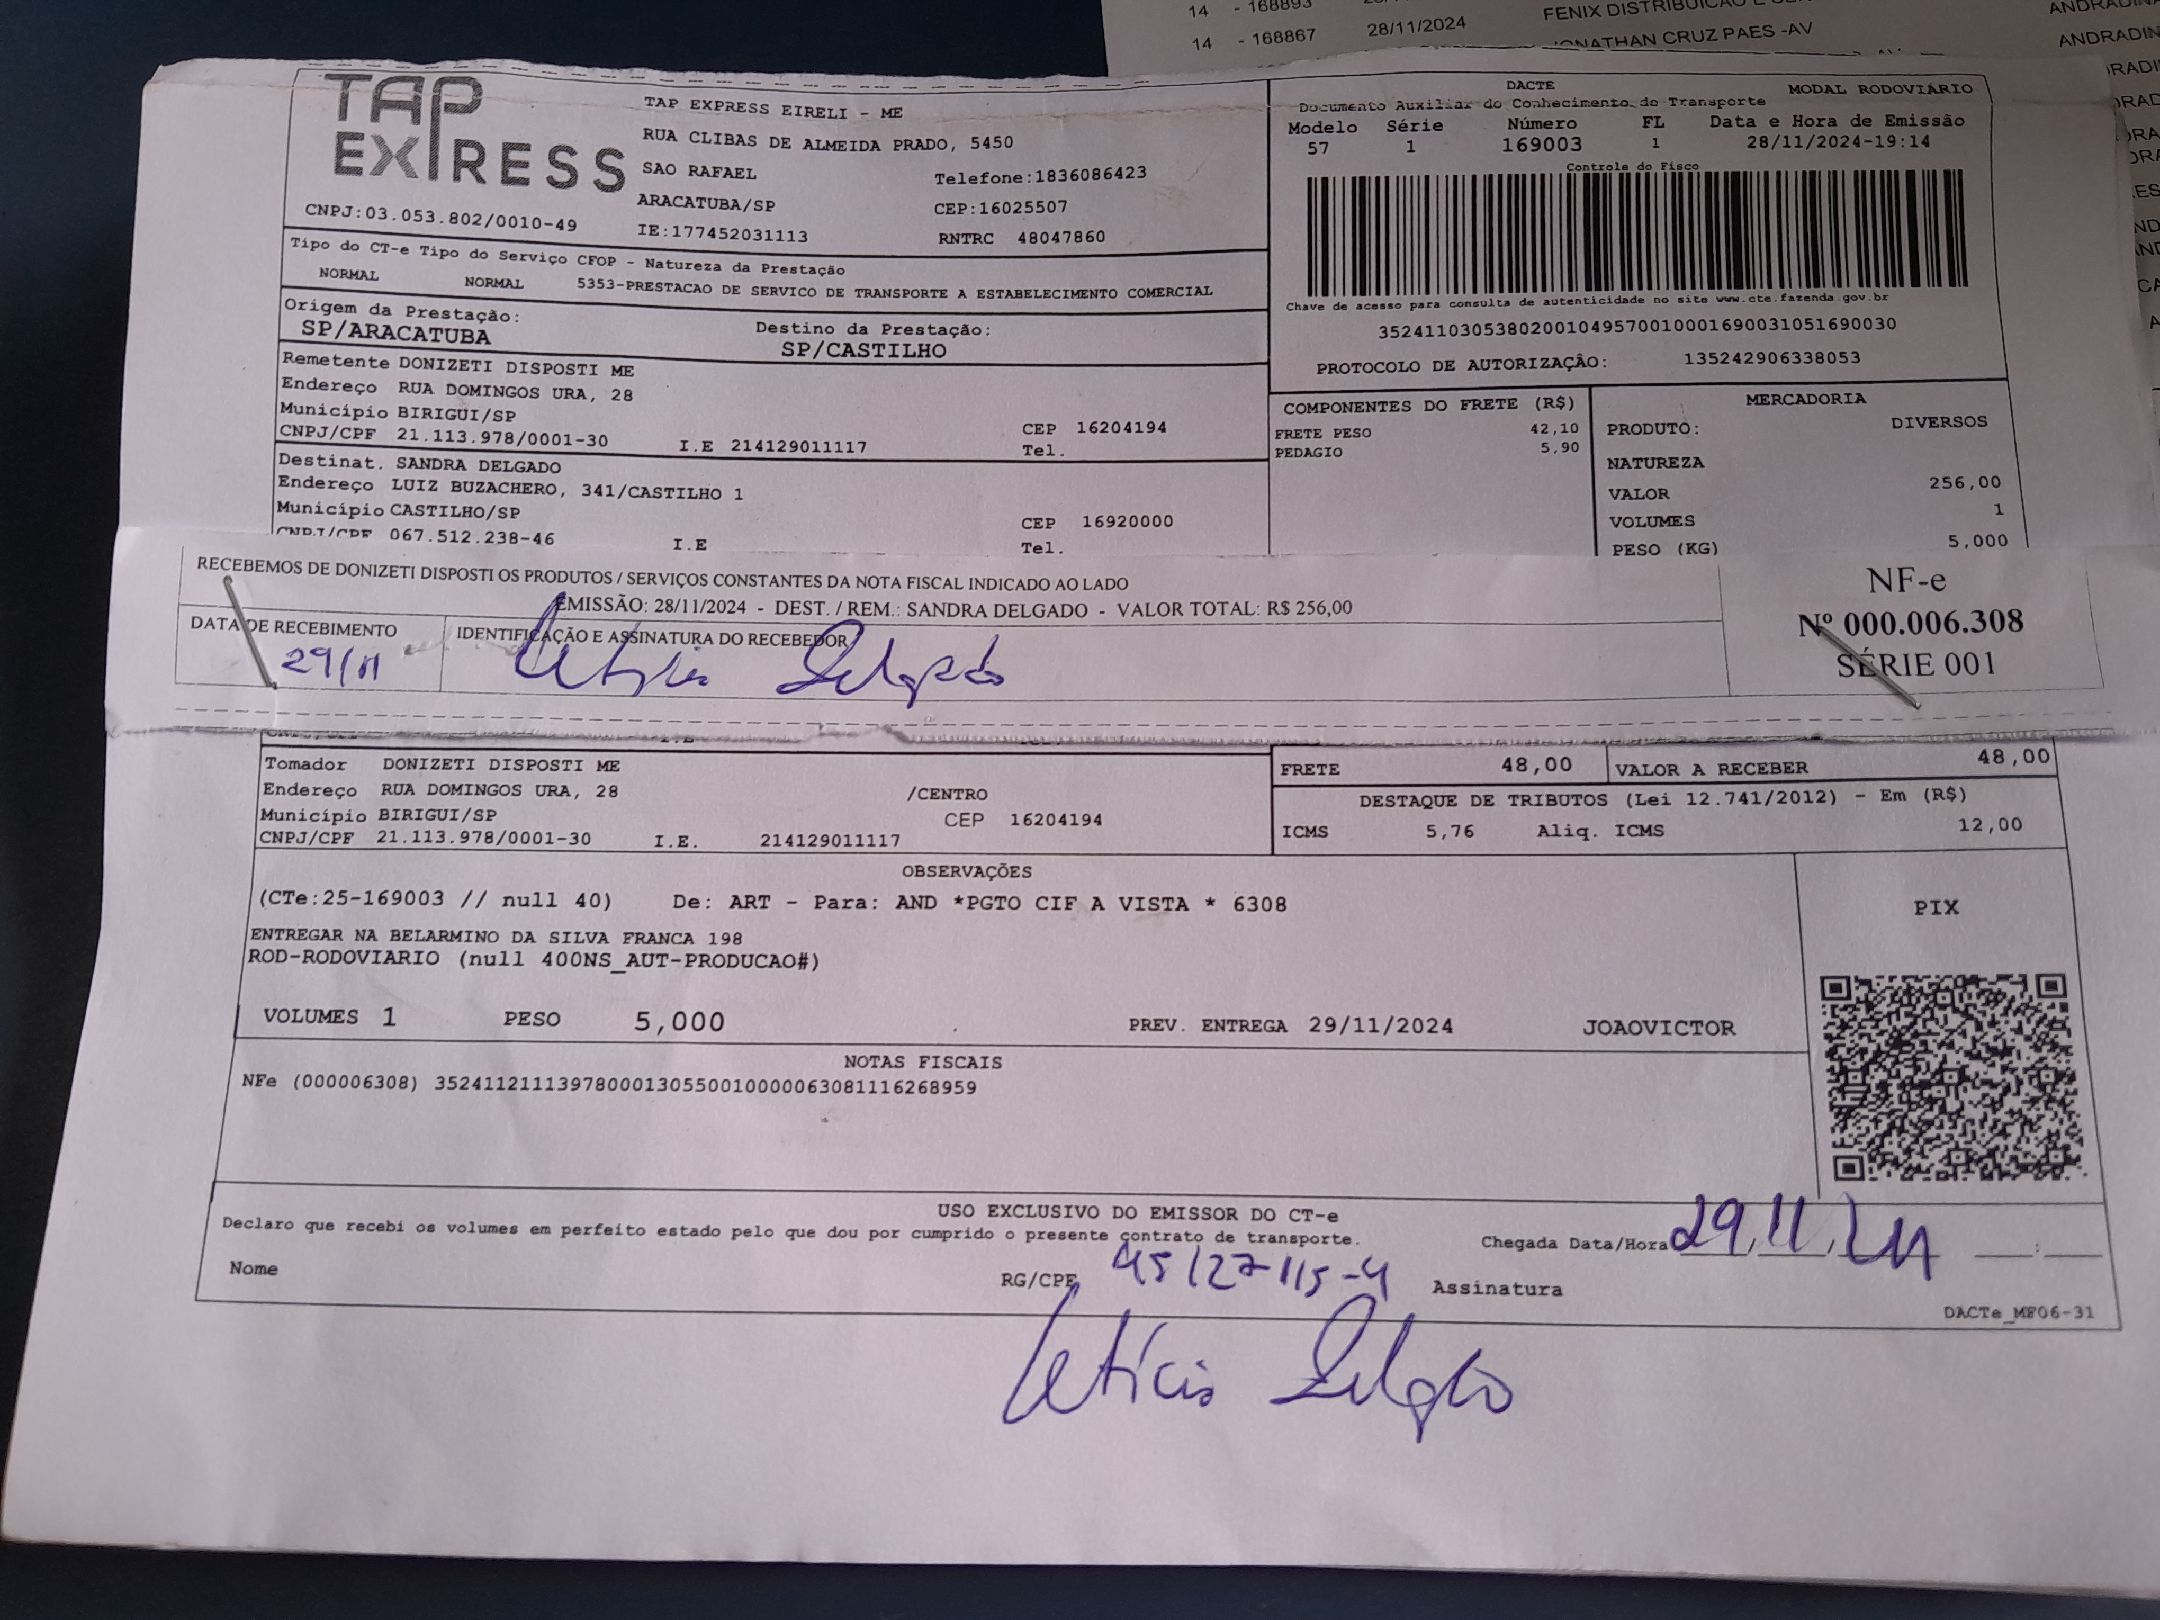 14 - 168893
FENIX DISTRIBUICAO E
ANDRADINA
14 - 168867 28/11/2024 JONATHAN CRUZ PAES -AV ANDRADIN
TAP EXPRESS
TAP EXPRESS EIRELI - ME
RUA CLIBAS DE ALMEIDA PRADO, 5450
SAO RAFAEL Telefone:1836086423
ARACATUBA/SP CEP:16025507
CNPJ:03.053.802/0010-49 IE:177452031113 RNTRC 48047860
DACTE MODAL RODOVIÁRIO
Documento Auxiliar do Conhecimento de Transporte
Modelo Série Número FL Data e Hora de Emissão
57 1 169003 1 28/11/2024-19:14
Controle do Fisco
Chave de acesso para consulta de autenticidade no site www.cte.fazenda.gov.br
35241103053802001049570010001690031051690030
PROTOCOLO DE AUTORIZAÇÂO: 135242906338053
Tipo do CT-e Tipo do Serviço CFOP - Natureza da Prestação
NORMAL NORMAL 5353-PRESTACAO DE SERVICO DE TRANSPORTE A ESTABELECIMENTO COMERCIAL
Origem da Prestação: Destino da Prestação:
SP/ARACATUBA SP/CASTILHO
Remetente DONIZETI DISPOSTI ME
Endereço RUA DOMINGOS URA, 28
Município BIRIGUI/SP CEP 16204194
CNPJ/CPF 21.113.978/0001-30 I.E 214129011117 Tel.
Destinat. SANDRA DELGADO
Endereço LUIZ BUZACHERO, 341/CASTILHO 1
Município CASTILHO/SP CEP 16920000
CNPJ/CPF 067.512.238-46 I.E Tel.
COMPONENTES DO FRETE (R$)
FRETE PESO 42,10
PEDAGIO 5,90
MERCADORIA
PRODUTO: DIVERSOS
NATUREZA
VALOR 256,00
VOLUMES 1
PESO (KG) 5,000
RECEBEMOS DE DONIZETI DISPOSTI OS PRODUTOS / SERVIÇOS CONSTANTES DA NOTA FISCAL INDICADO AO LADO
EMISSÃO: 28/11/2024 - DEST. / REM.: SANDRA DELGADO - VALOR TOTAL: R$ 256,00
DATA DE RECEBIMENTO IDENTIFICAÇÃO E ASSINATURA DO RECEBEDOR
29/11 Letícia Delgado
NF-e
Nº 000.006.308
SÉRIE 001
Tomador DONIZETI DISPOSTI ME
Endereço RUA DOMINGOS URA, 28 /CENTRO
Município BIRIGUI/SP CEP 16204194
CNPJ/CPF 21.113.978/0001-30 I.E. 214129011117
FRETE 48,00 VALOR A RECEBER 48,00
DESTAQUE DE TRIBUTOS (Lei 12.741/2012) - Em (R$)
ICMS 5,76 Aliq. ICMS 12,00
OBSERVAÇÕES
(CTe:25-169003 // null 40) De: ART - Para: AND *PGTO CIF A VISTA * 6308
ENTREGAR NA BELARMINO DA SILVA FRANCA 198
ROD-RODOVIARIO (null 400NS_AUT-PRODUCAO#)
PIX
VOLUMES 1 PESO 5,000 PREV. ENTREGA 29/11/2024 JOAOVICTOR
NOTAS FISCAIS
NFe (000006308) 35241121113978000130550010000063081116268959
USO EXCLUSIVO DO EMISSOR DO CT-e
Declaro que recebi os volumes em perfeito estado pelo que dou por cumprido o presente contrato de transporte.
Chegada Data/Hora 29/11/24 :
Nome RG/CPF 45127115-4 Assinatura
DACTe_MF06-31
Letícia Delgado